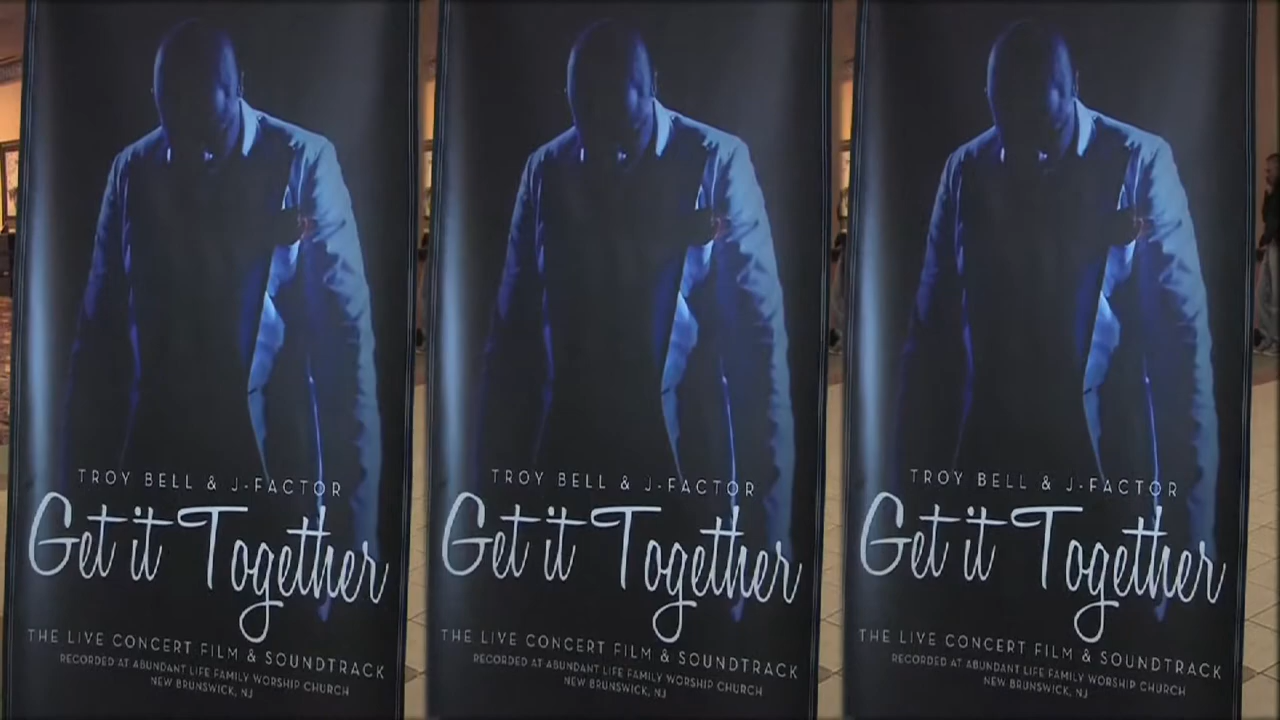 TROY BELL & J-FACTOR
Get it Together
THE LIVE CONCERT FILM & SOUNDTRACK
RECORDED AT ABUNDANT LIFE FAMILY WORSHIP CHURCH
NEW BRUNSWICK, NJ
TROY BELL & J-FACTOR
Get it Together
THE LIVE CONCERT FILM & SOUNDTRACK
RECORDED AT ABUNDANT LIFE FAMILY WORSHIP CHURCH
NEW BRUNSWICK, NJ
TROY BELL & J-FACTOR
Get it Together
THE LIVE CONCERT FILM & SOUNDTRACK
RECORDED AT ABUNDANT LIFE FAMILY WORSHIP CHURCH
NEW BRUNSWICK, NJ